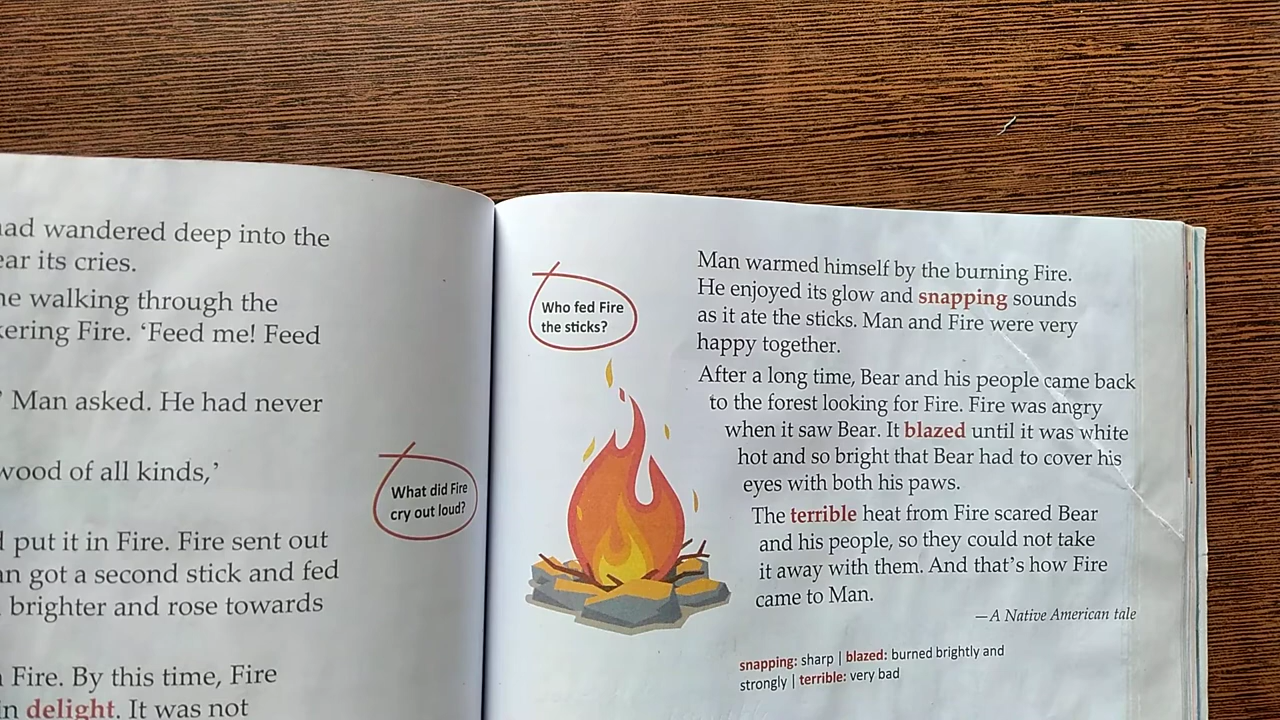 had wandered deep into the
its cries.
walking through the
Fire. ‘Feed me! Feed
’ Man asked. He had never
wood of all kinds,’
What did Fire
cry out loud?
put it in Fire. Fire sent out
got a second stick and fed
brighter and rose towards
Fire. By this time, Fire
in delight. It was not
Who fed Fire
the sticks?
Man warmed himself by the burning Fire.
He enjoyed its glow and snapping sounds
as it ate the sticks. Man and Fire were very
happy together.
After a long time, Bear and his people came back
to the forest looking for Fire. Fire was angry
when it saw Bear. It blazed until it was white
hot and so bright that Bear had to cover his
eyes with both his paws.
The terrible heat from Fire scared Bear
and his people, so they could not take
it away with them. And that’s how Fire
came to Man.
—A Native American tale
snapping: sharp | blazed: burned brightly and
strongly | terrible: very bad